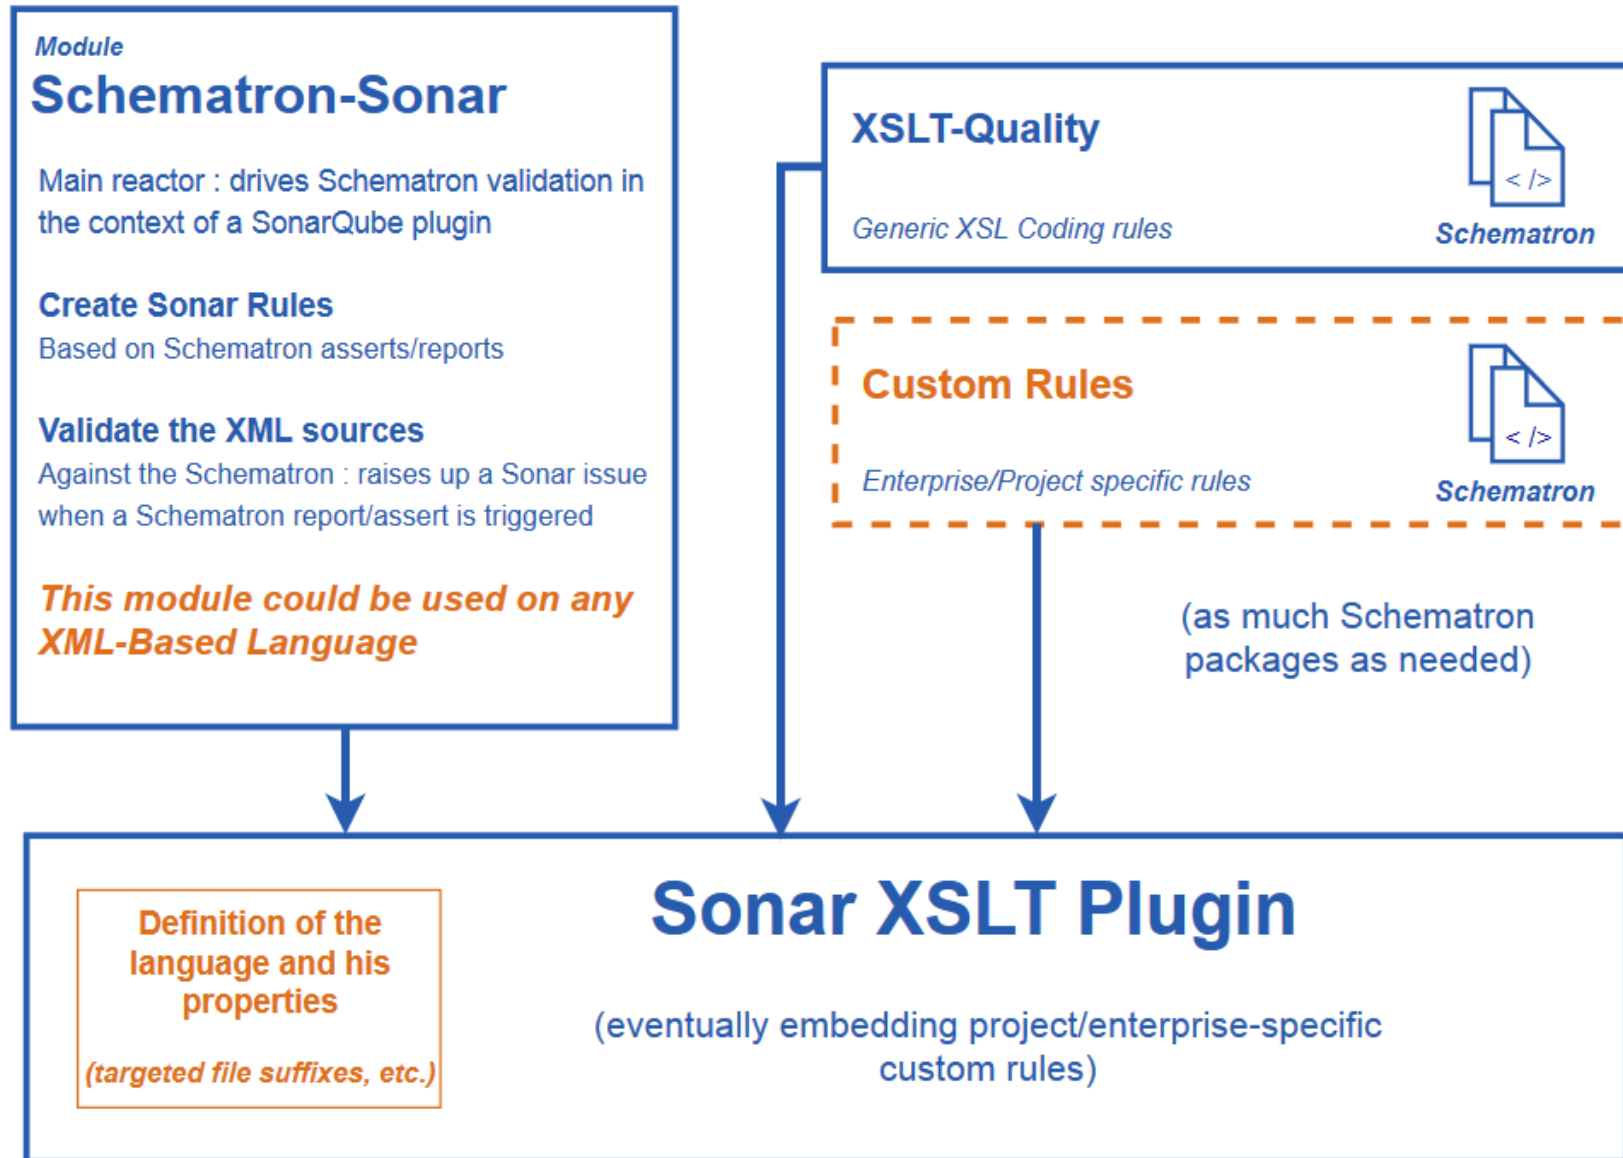 Module
Schematron-Sonar
Main reactor : drives Schematron validation in
the context of a SonarQube plugin
Create Sonar Rules
Based on Schematron asserts/reports
Validate the XML sources
Against the Schematron : raises up a Sonar issue
when a Schematron report/assert is triggered
This module could be used on any
XML-Based Language
XSLT-Quality
Generic XSL Coding rules
</>
Schematron
Custom Rules
Enterprise/Project specific rules
</>
Schematron
(as much Schematron
packages as needed)
Definition of the
language and his
properties
(targeted file suffixes, etc.)
Sonar XSLT Plugin
(eventually embedding project/enterprise-specific
custom rules)